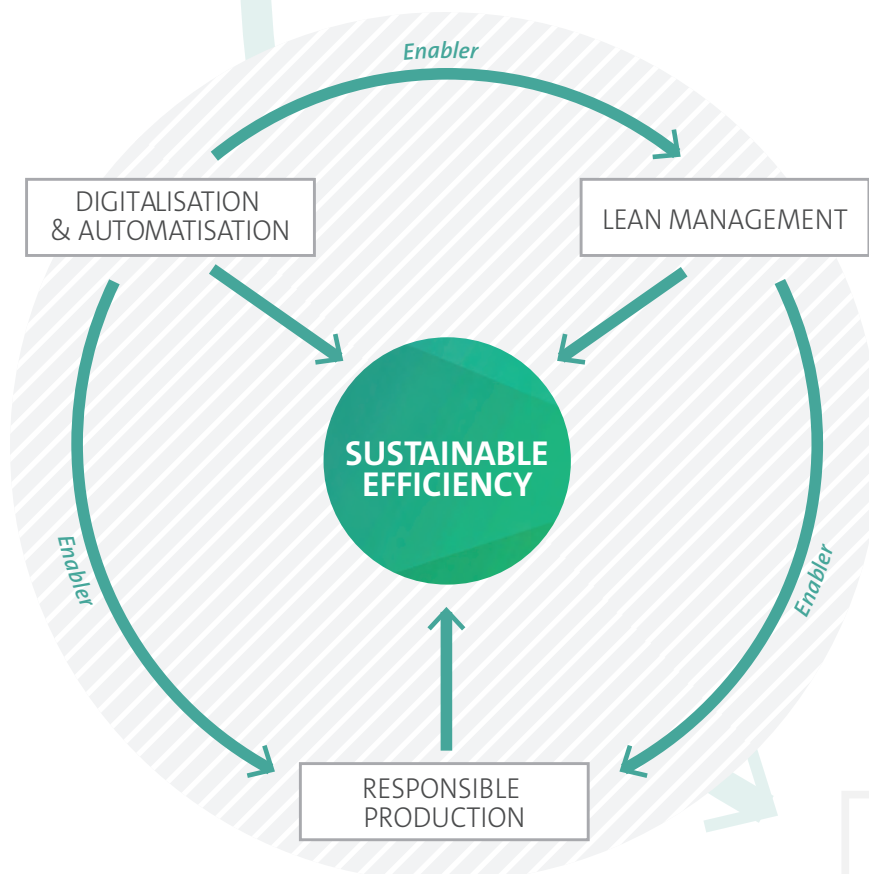 Enabler
DIGITALISATION
& AUTOMATISATION
LEAN MANAGEMENT
SUSTAINABLE
EFFICIENCY
Enabler
Enabler
RESPONSIBLE
PRODUCTION